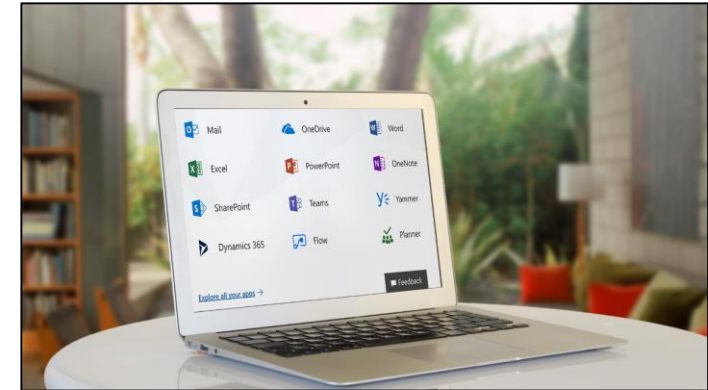 Mail OneDrive Word
Excel PowerPoint OneNote
SharePoint Teams Yammer
Dynamics 365 Flow Planner
Explore all your apps →
Feedback